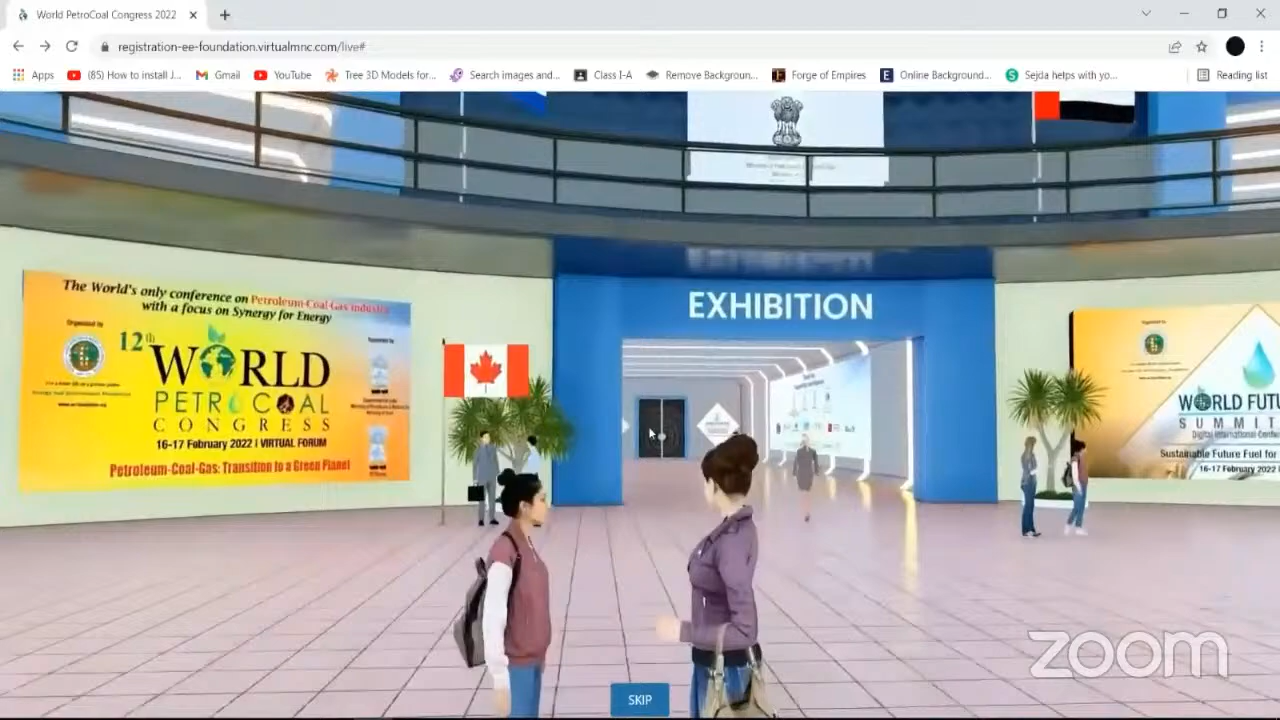 World PetroCoal Congress 2022
registration-ee-foundation.virtualmnc.com/live#
Apps
(85) How to install J...
Gmail
YouTube
Tree 3D Models for...
Search images and...
Class I-A
Remove Backgroun...
Forge of Empires
Online Background...
Sejda helps with yo...
Reading list
EXHIBITION
The World's only conference on Petroleum-Coal-Gas industry
with a focus on Synergy for Energy
Organized by
12th
WORLD
PETROCOAL
CONGRESS
16-17 February 2022 | VIRTUAL FORUM
Petroleum-Coal-Gas: Transition to a Green Planet
WORLD FUTU
SUMMIT
Digital International Confe
Sustainable Future Fuel for
16-17 February 2022
zoom
SKIP